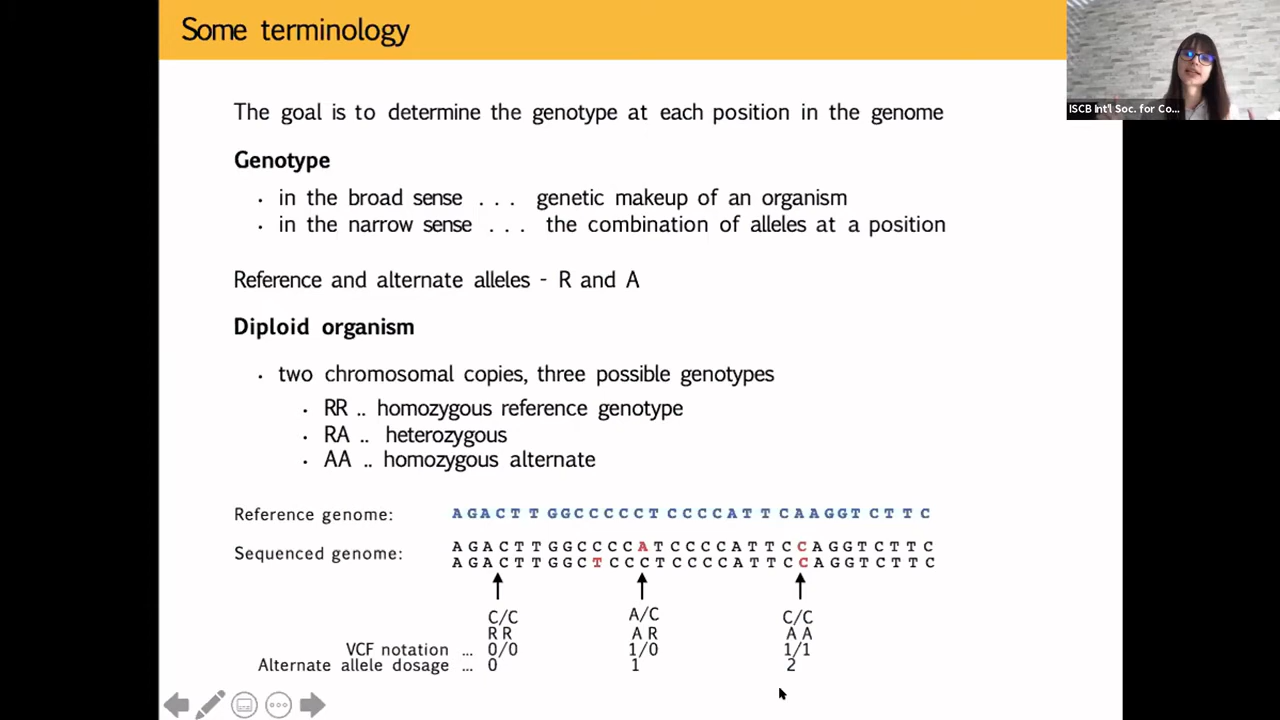 Some terminology
ISCB Int'l Soc. for Co...
The goal is to determine the genotype at each position in the genome
Genotype
· in the broad sense . . . genetic makeup of an organism
· in the narrow sense . . . the combination of alleles at a position
Reference and alternate alleles - R and A
Diploid organism
· two chromosomal copies, three possible genotypes
· RR .. homozygous reference genotype
· RA .. heterozygous
· AA .. homozygous alternate
Reference genome: A G A C T T G G C C C C C T C C C C A T T C A A G G T C T T C
Sequenced genome: A G A C T T G G C C C C A T C C C C A T T C C A G G T C T T C
A G A C T T G G C T C C C T C C C C A T T C C A G G T C T T C
C/C A/C C/C
R R A R A A
VCF notation ... 0/0 1/0 1/1
Alternate allele dosage ... 0 1 2